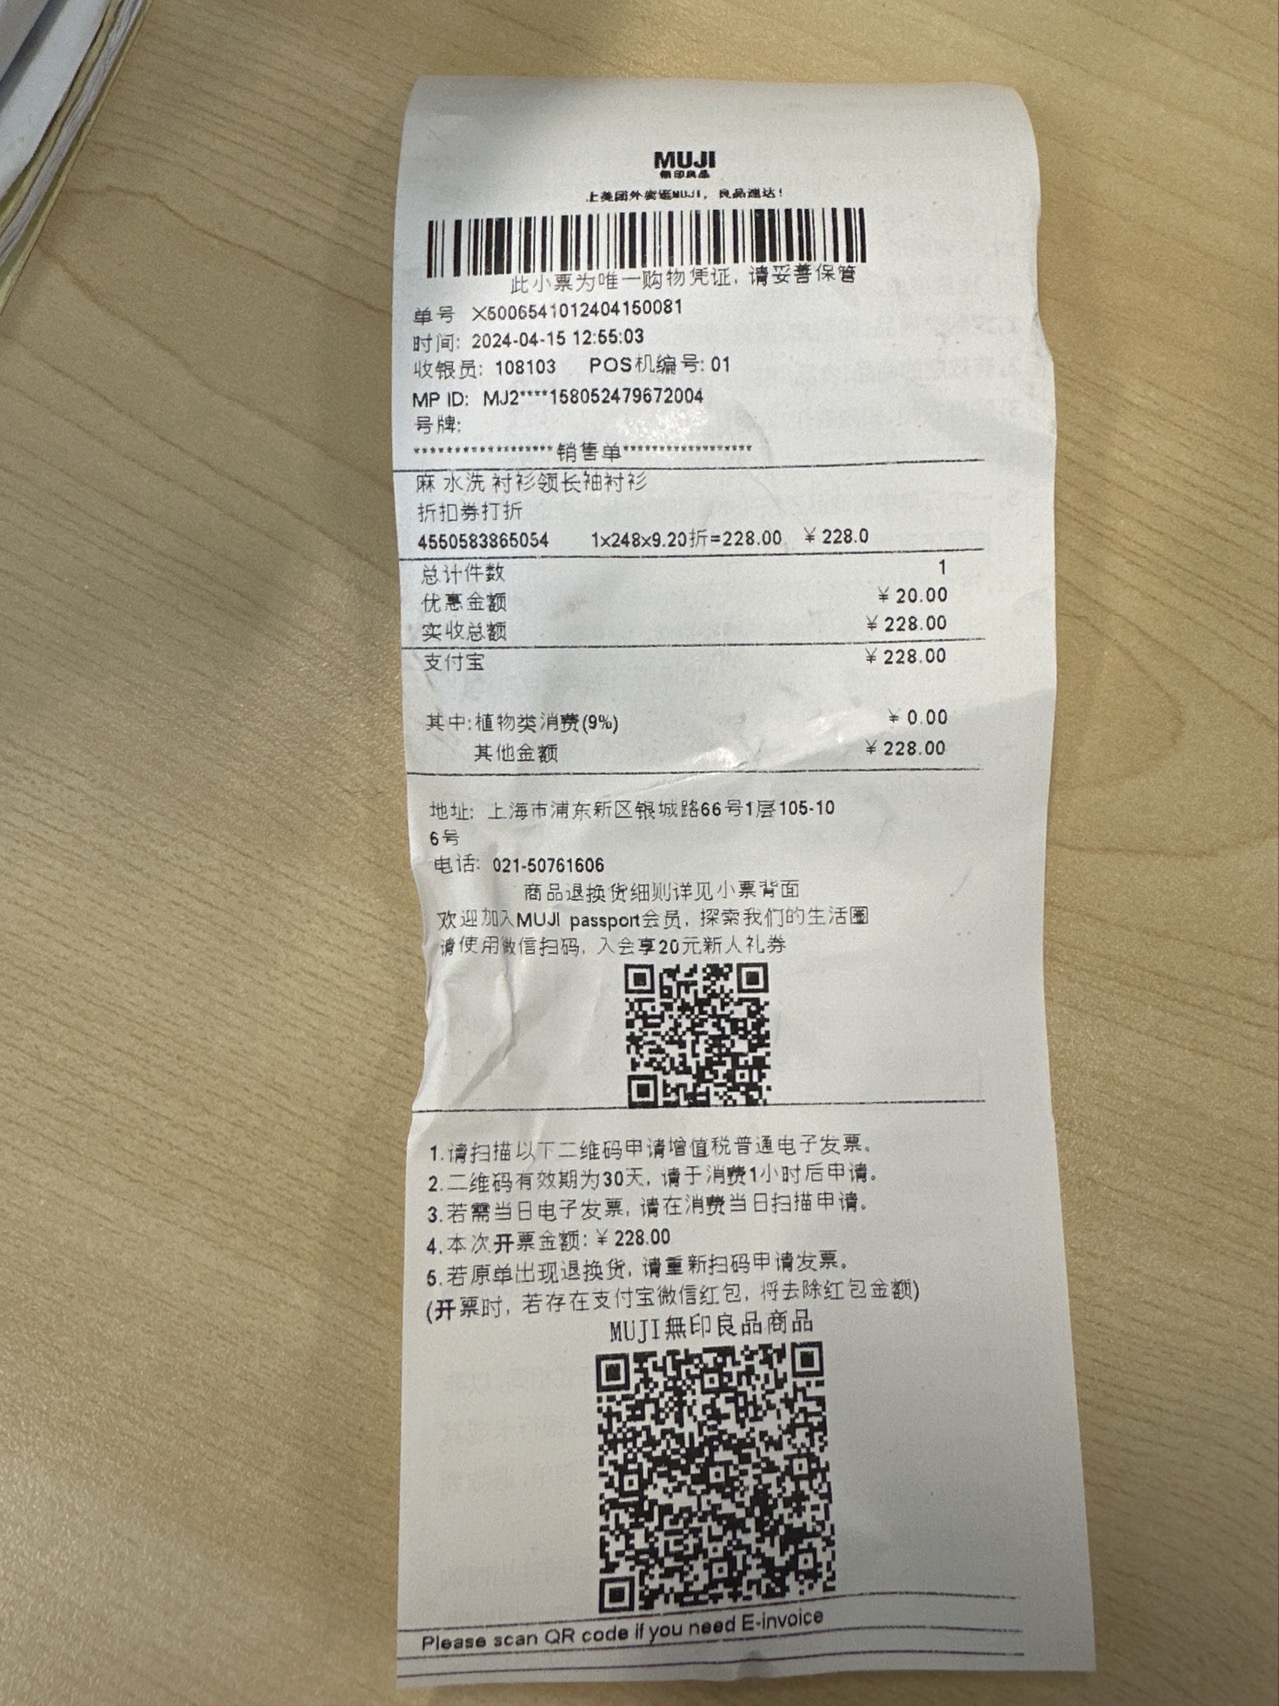 MUJI
無印良品
上美团外卖逛MUJI，良品速达！
此小票为唯一购物凭证, 请妥善保管
单号 X5006541012404150081
时间: 2024-04-15 12:55:03
收银员: 108103 POS机编号: 01
MP ID: MJ2****158052479672004
号牌:
********************销售单******************
麻 水洗 衬衫领长袖衬衫
折扣券打折
4550583865054 1x248x9.20折=228.00 ¥ 228.0
总计件数 1
优惠金额 ¥ 20.00
实收总额 ¥ 228.00
支付宝 ¥ 228.00
其中:植物类消费(9%) ¥ 0.00
其他金额 ¥ 228.00
地址: 上海市浦东新区银城路66号1层105-10
6号
电话: 021-50761606
商品退换货细则详见小票背面
欢迎加入MUJI passport会员, 探索我们的生活圈
请使用微信扫码, 入会享20元新人礼券
1.请扫描以下二维码申请增值税普通电子发票。
2.二维码有效期为30天, 请于消费1小时后申请。
3.若需当日电子发票, 请在消费当日扫描申请。
4.本次开票金额: ¥ 228.00
5.若原单出现退换货, 请重新扫码申请发票。
(开票时, 若存在支付宝微信红包, 将去除红包金额)
MUJI無印良品商品
Please scan QR code if you need E-invoice